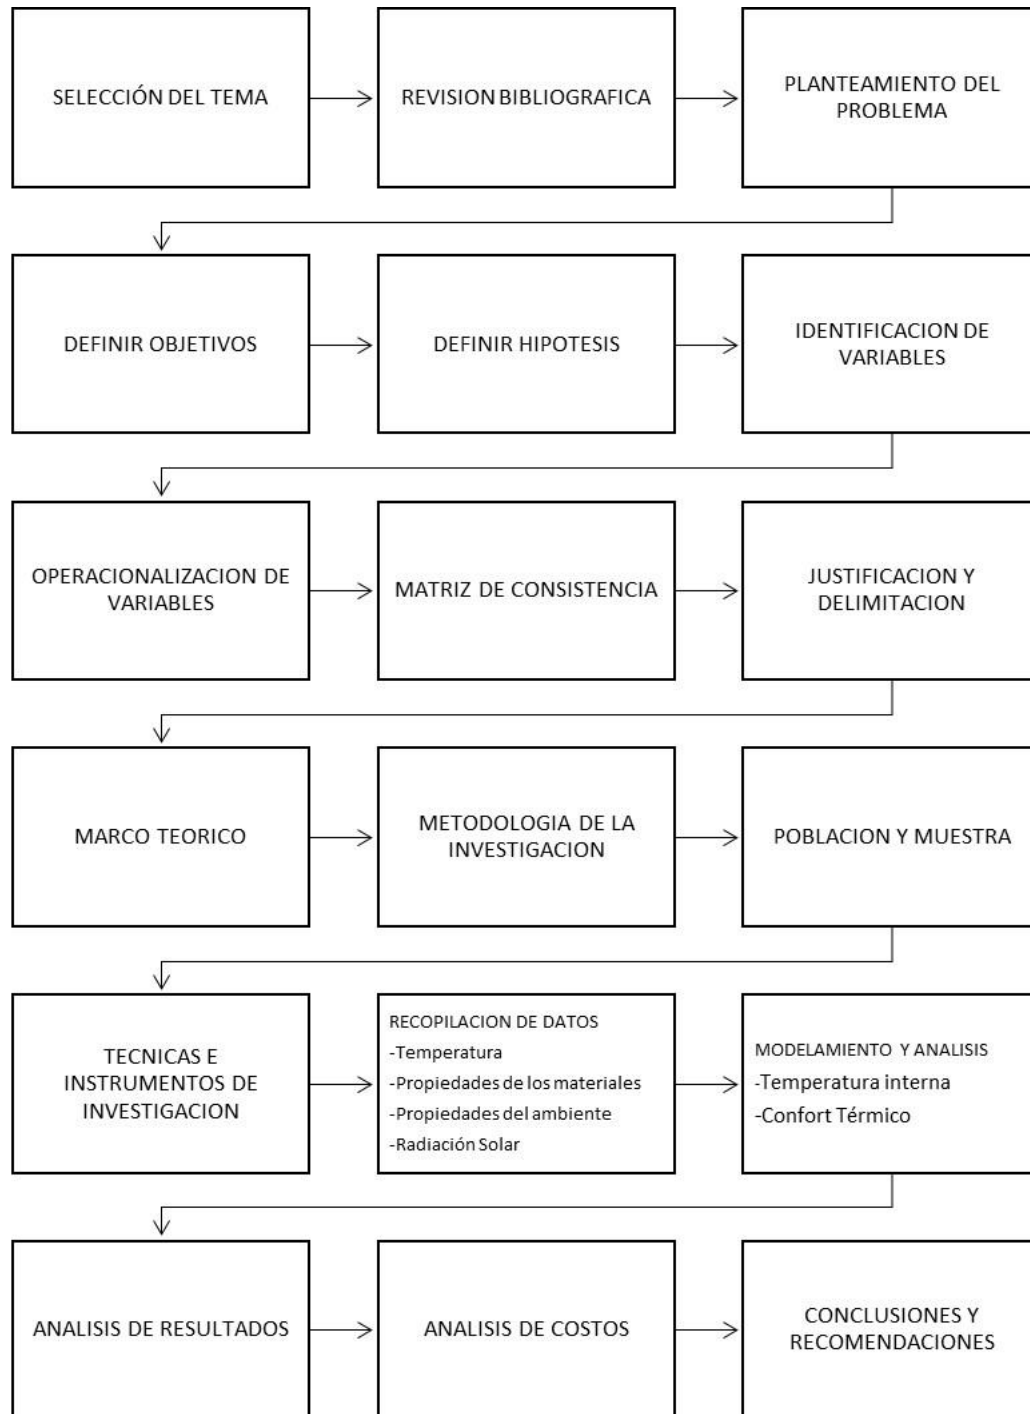 SELECCIÓN DEL TEMA
REVISION BIBLIOGRAFICA
PLANTEAMIENTO DEL
PROBLEMA
DEFINIR OBJETIVOS
DEFINIR HIPOTESIS
IDENTIFICACION DE
VARIABLES
OPERACIONALIZACION DE
VARIABLES
MATRIZ DE CONSISTENCIA
JUSTIFICACION Y
DELIMITACION
MARCO TEORICO
METODOLOGIA DE LA
INVESTIGACION
POBLACION Y MUESTRA
TECNICAS E
INSTRUMENTOS DE
INVESTIGACION
RECOPILACION DE DATOS
-Temperatura
-Propiedades de los materiales
-Propiedades del ambiente
-Radiación Solar
MODELAMIENTO Y ANALISIS
-Temperatura interna
-Confort Térmico
ANALISIS DE RESULTADOS
ANALISIS DE COSTOS
CONCLUSIONES Y
RECOMENDACIONES